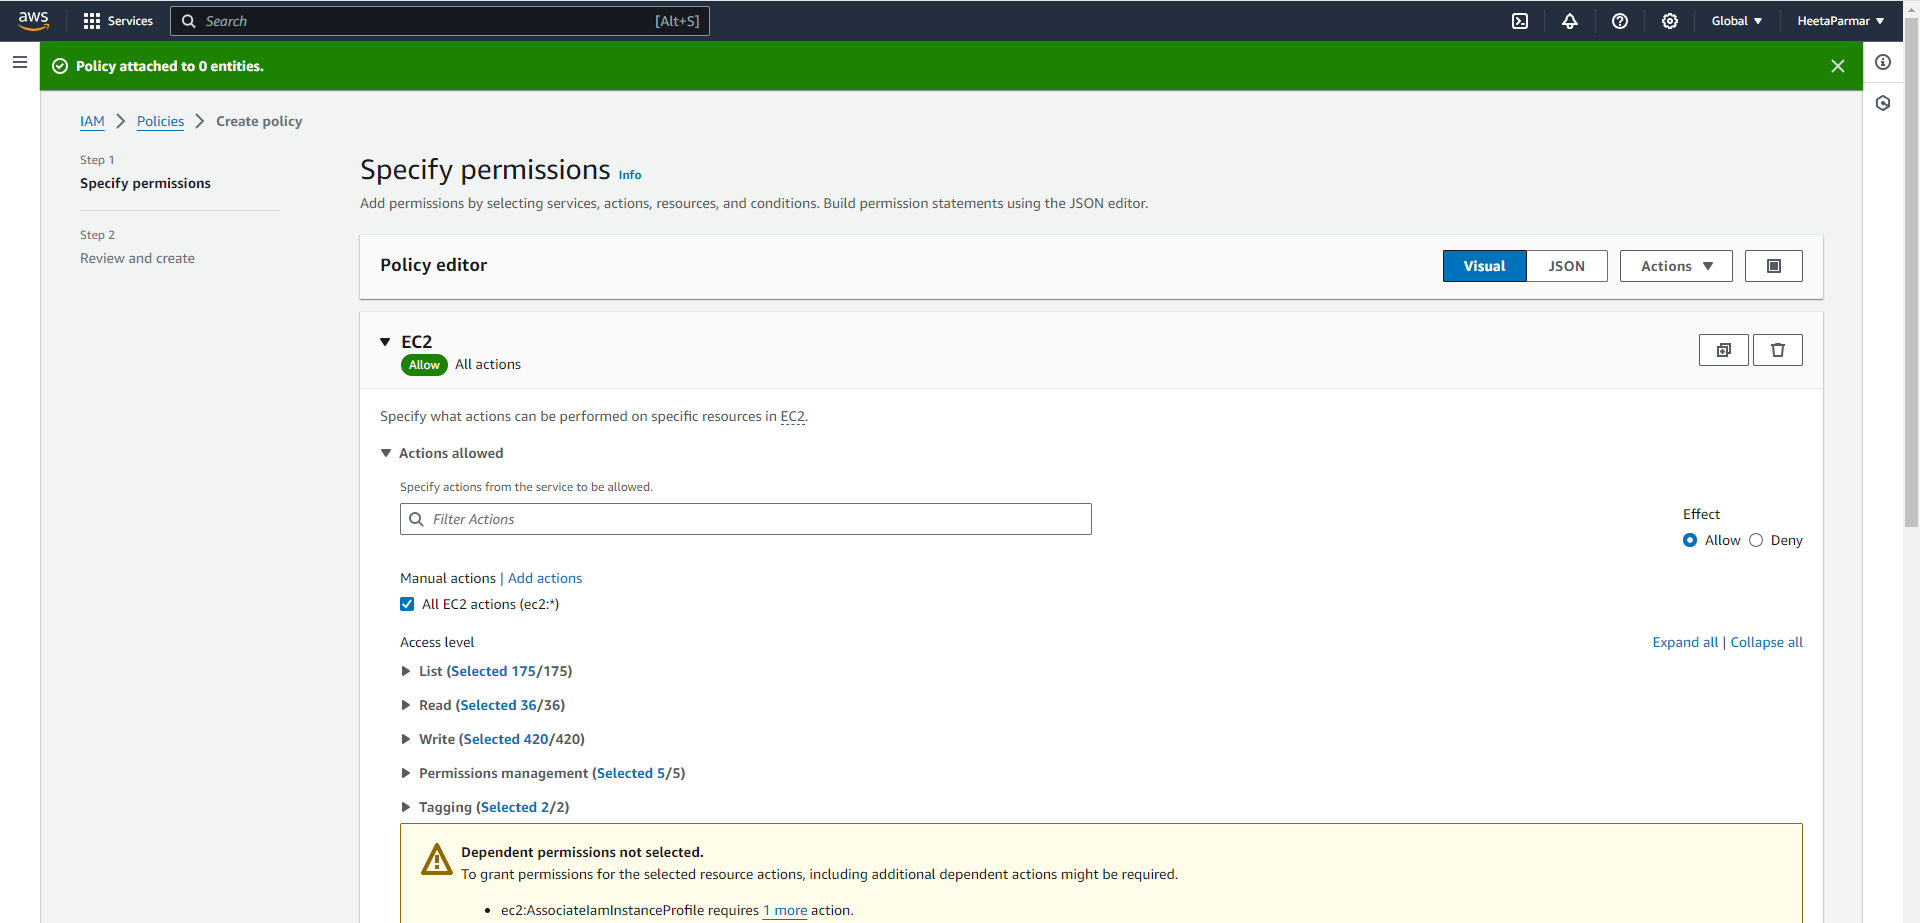 aws
Services
Search
[Alt+S]
Global
HeetaParmar
Policy attached to 0 entities.
IAM
Policies
Create policy
Step 1
Specify permissions
Step 2
Review and create
Specify permissions Info
Add permissions by selecting services, actions, resources, and conditions. Build permission statements using the JSON editor.
Policy editor
Visual
JSON
Actions
EC2
Allow All actions
Specify what actions can be performed on specific resources in EC2.
Actions allowed
Specify actions from the service to be allowed.
Filter Actions
Effect
Allow
Deny
Manual actions | Add actions
All EC2 actions (ec2:*)
Access level
Expand all | Collapse all
List (Selected 175/175)
Read (Selected 36/36)
Write (Selected 420/420)
Permissions management (Selected 5/5)
Tagging (Selected 2/2)
Dependent permissions not selected.
To grant permissions for the selected resource actions, including additional dependent actions might be required.
• ec2:AssociateIamInstanceProfile requires 1 more action.